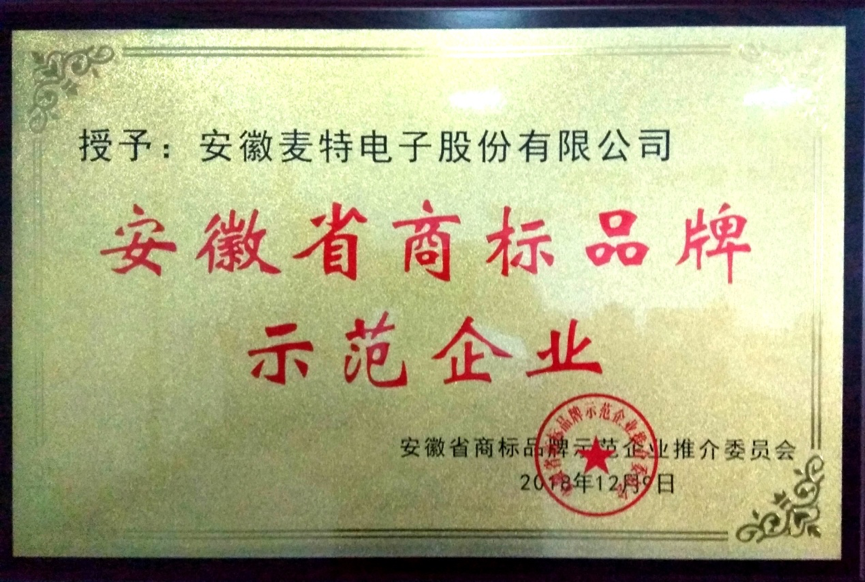 授予：安徽麦特电子股份有限公司
安徽省商标品牌
示范企业
安徽省商标品牌示范企业推介委员会
2018年12月9日